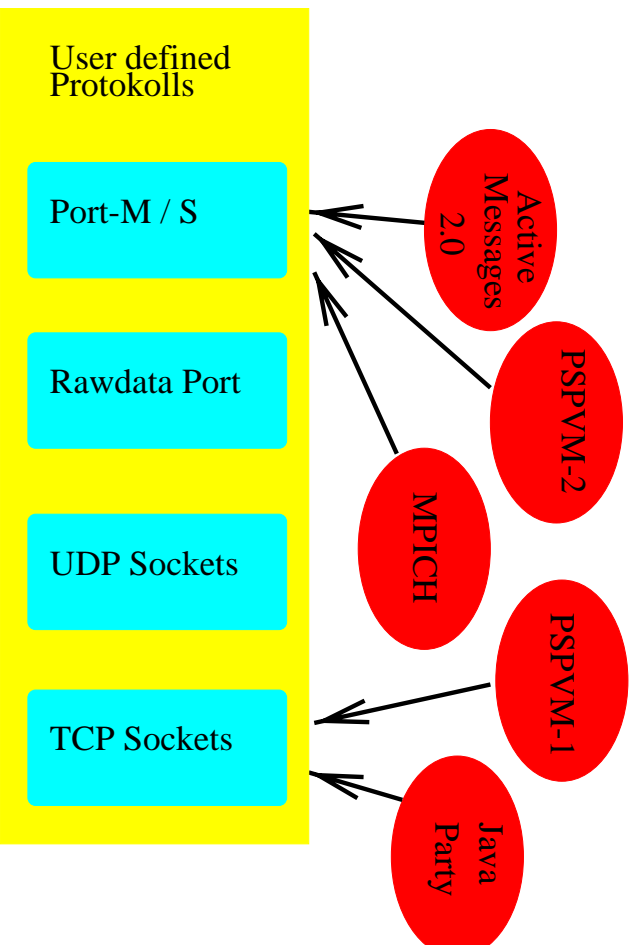 User defined
Protokolls
Port-M / S
Rawdata Port
UDP Sockets
TCP Sockets
Active
Messages
2.0
PSPVM-2
MPICH
PSPVM-1
Java
Party